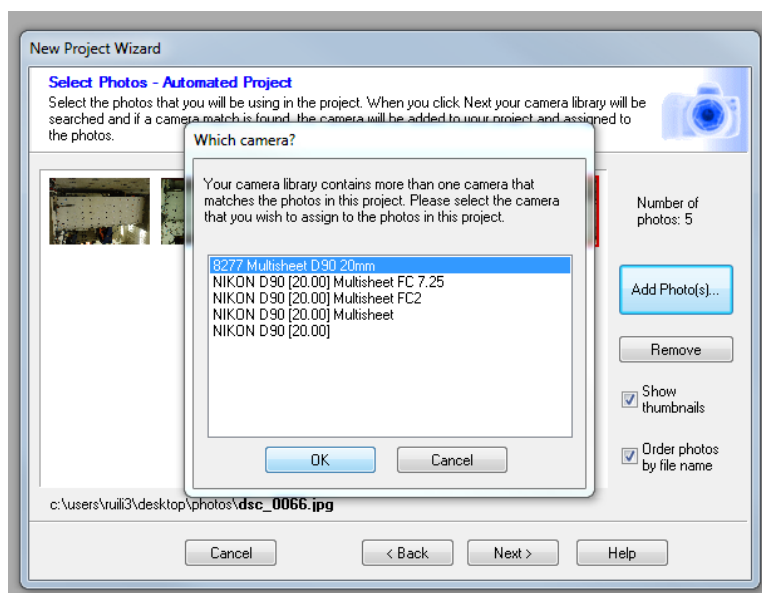 New Project Wizard
Select Photos - Automated Project
Select the photos that you will be using in the project. When you click Next your camera library will be
searched and if a camera match is found, the camera will be added to your project and assigned to
the photos.
Which camera?
Your camera library contains more than one camera that
matches the photos in this project. Please select the camera
that you wish to assign to the photos in this project.
8277 Multisheet D90 20mm
NIKON D90 [20.00] Multisheet FC 7.25
NIKON D90 [20.00] Multisheet FC2
NIKON D90 [20.00] Multisheet
NIKON D90 [20.00]
OK
Cancel
Number of
photos: 5
Add Photo(s)...
Remove
Show
thumbnails
Order photos
by file name
c:\users\ruili3\desktop\photos\dsc_0066.jpg
Cancel
< Back
Next >
Help